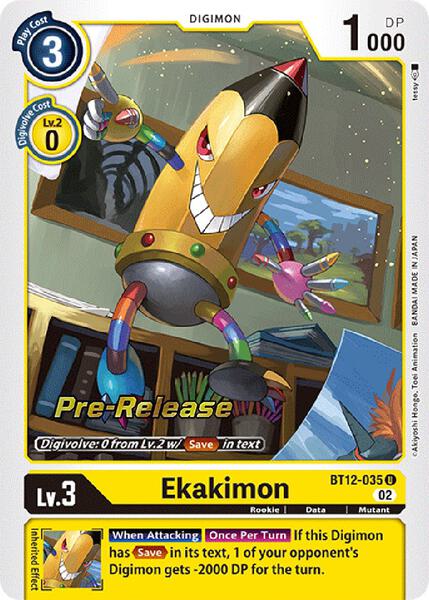 DIGIMON
Play Cost
3
DP
1000
Digivolve Cost
Lv.2
0
tessy
©Akiyoshi Hongo, Toei Animation BANDAI MADE IN JAPAN
Pre-Release
Digivolve: 0 from Lv.2 w/ Save in text
Lv.3
Ekakimon
BT12-035 U
02
Rookie | Data | Mutant
Inherited Effect
When Attacking Once Per Turn If this Digimon
has Save in its text, 1 of your opponent's
Digimon gets -2000 DP for the turn.